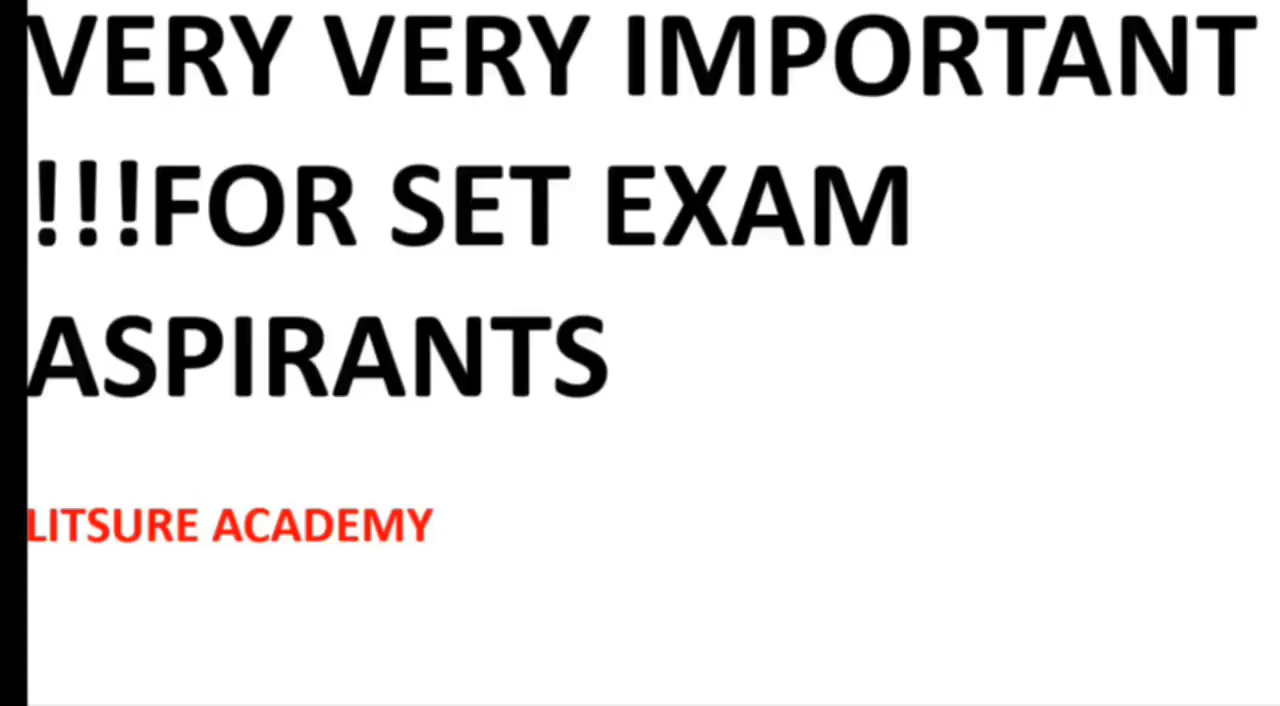 VERY VERY IMPORTANT
!!!FOR SET EXAM
ASPIRANTS
LITSURE ACADEMY